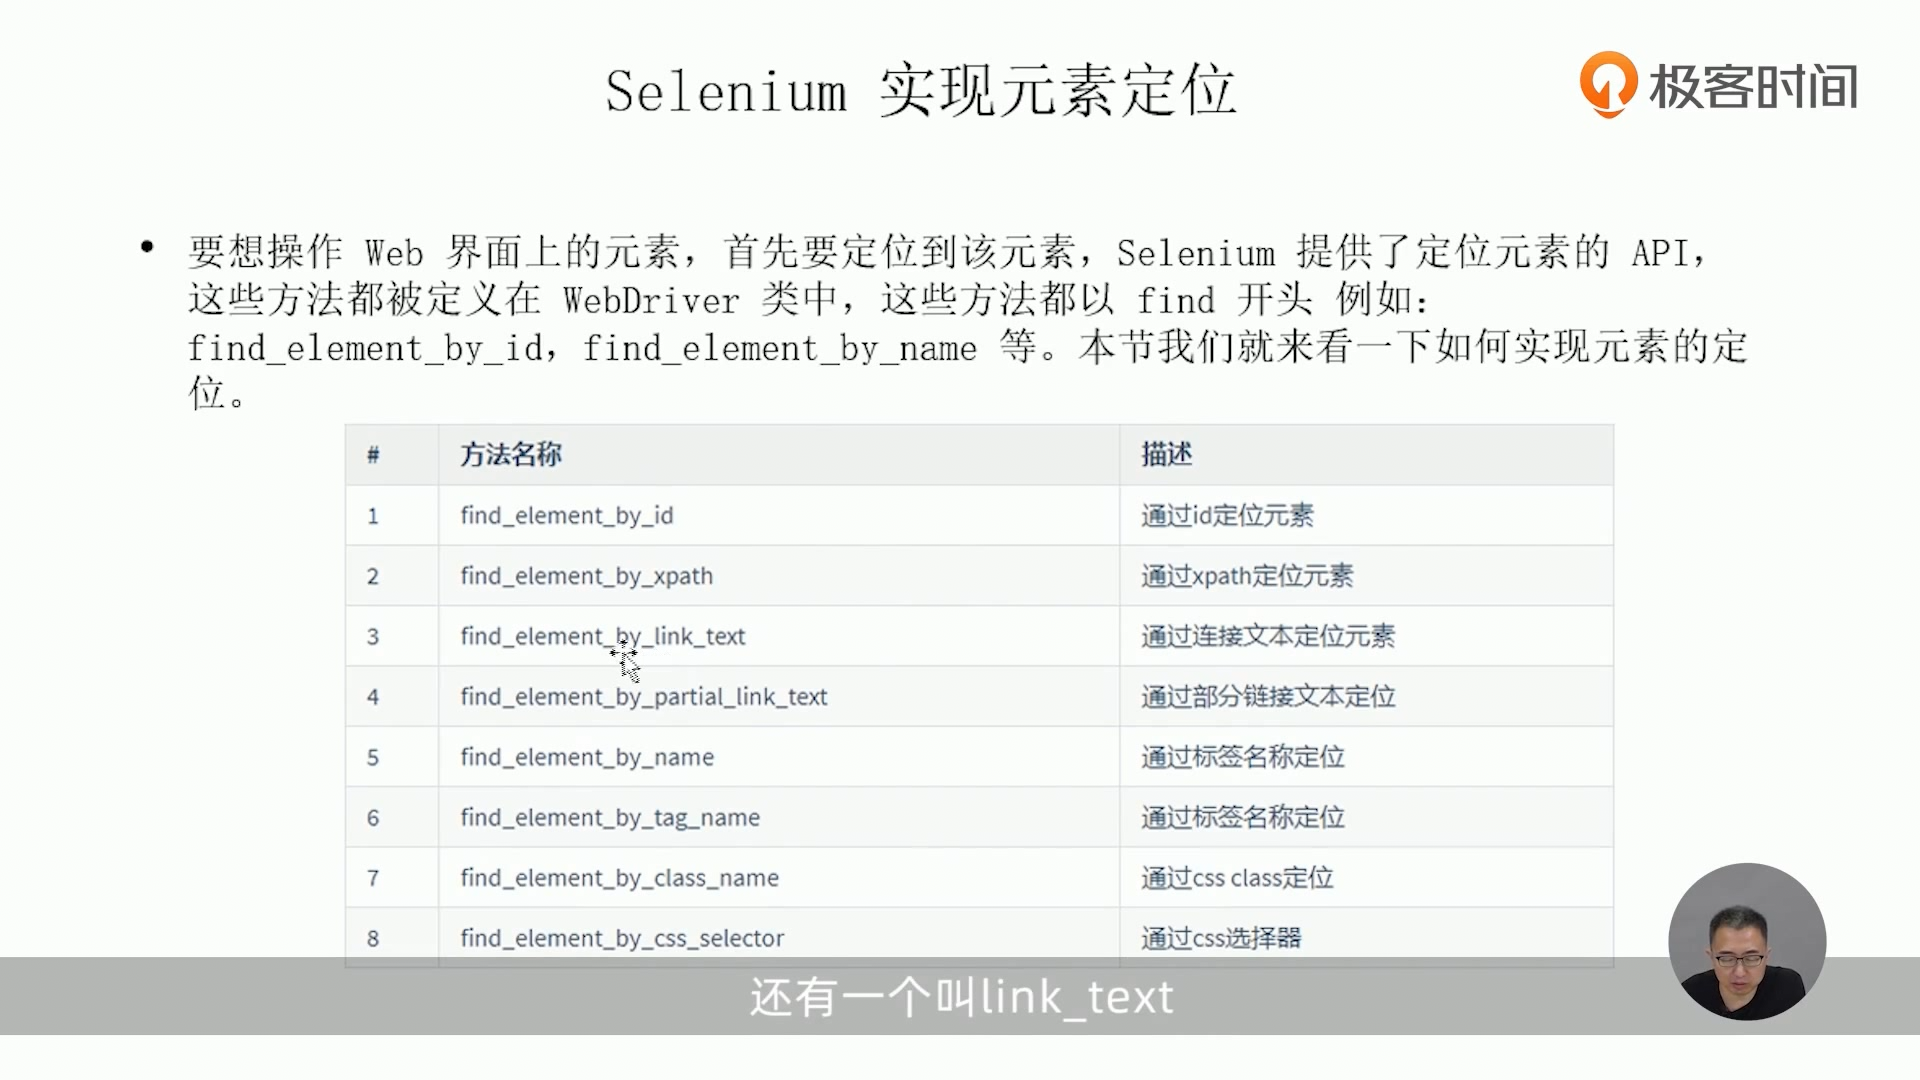 Selenium 实现元素定位
极客时间
• 要想操作 Web 界面上的元素，首先要定位到该元素，Selenium 提供了定位元素的 API，
这些方法都被定义在 WebDriver 类中，这些方法都以 find 开头 例如：
find_element_by_id，find_element_by_name 等。本节我们就来看一下如何实现元素的定
位。
# 方法名称 描述
1 find_element_by_id 通过id定位元素
2 find_element_by_xpath 通过xpath定位元素
3 find_element_by_link_text 通过连接文本定位元素
4 find_element_by_partial_link_text 通过部分链接文本定位
5 find_element_by_name 通过标签名称定位
6 find_element_by_tag_name 通过标签名称定位
7 find_element_by_class_name 通过css class定位
8 find_element_by_css_selector 通过css选择器
还有一个叫link_text